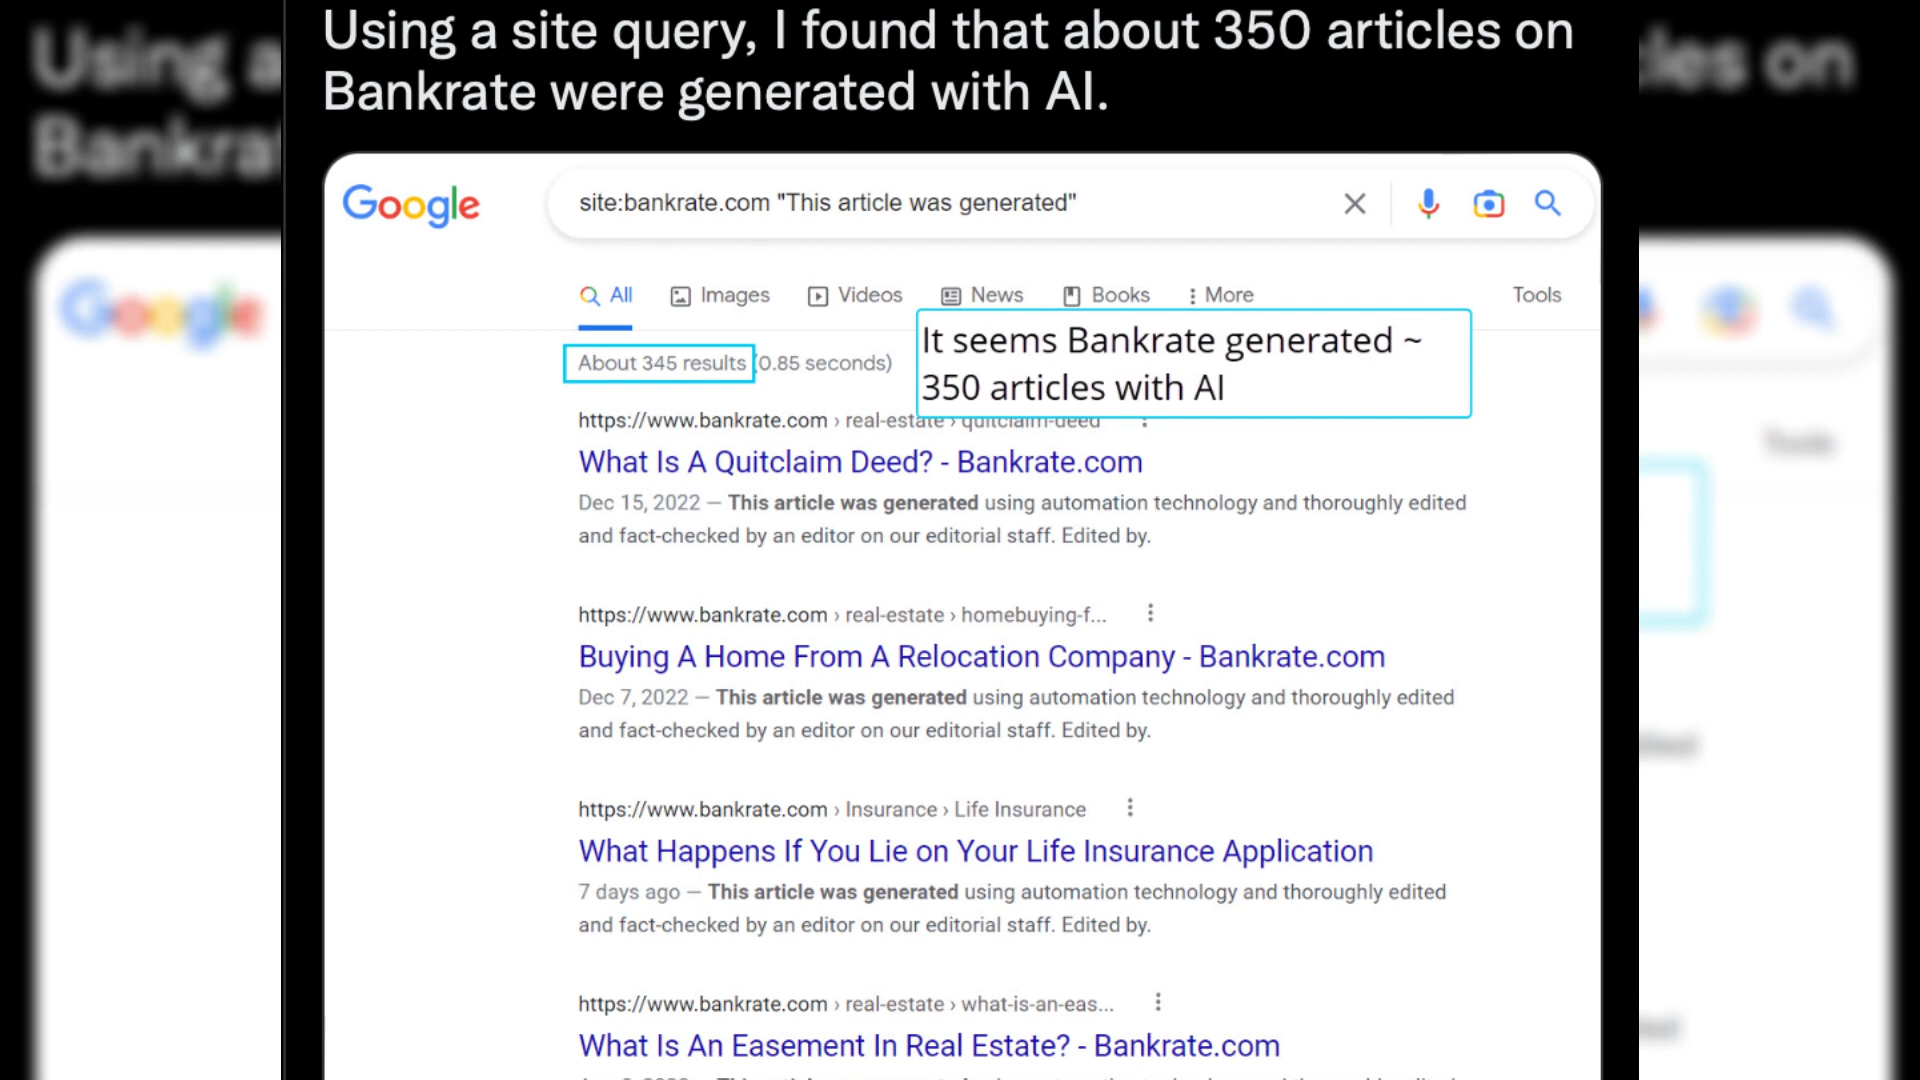 Using a site query, I found that about 350 articles on
Bankrate were generated with AI.
Google
site:bankrate.com "This article was generated"
All Images Videos News Books More Tools
About 345 results (0.85 seconds)
It seems Bankrate generated ~
350 articles with AI
https://www.bankrate.com › real-estate › quitclaim-deed
What Is A Quitclaim Deed? - Bankrate.com
Dec 15, 2022 — This article was generated using automation technology and thoroughly edited
and fact-checked by an editor on our editorial staff. Edited by.
https://www.bankrate.com › real-estate › homebuying-f...
Buying A Home From A Relocation Company - Bankrate.com
Dec 7, 2022 — This article was generated using automation technology and thoroughly edited
and fact-checked by an editor on our editorial staff. Edited by.
https://www.bankrate.com › Insurance › Life Insurance
What Happens If You Lie on Your Life Insurance Application
7 days ago — This article was generated using automation technology and thoroughly edited
and fact-checked by an editor on our editorial staff. Edited by.
https://www.bankrate.com › real-estate › what-is-an-eas...
What Is An Easement In Real Estate? - Bankrate.com